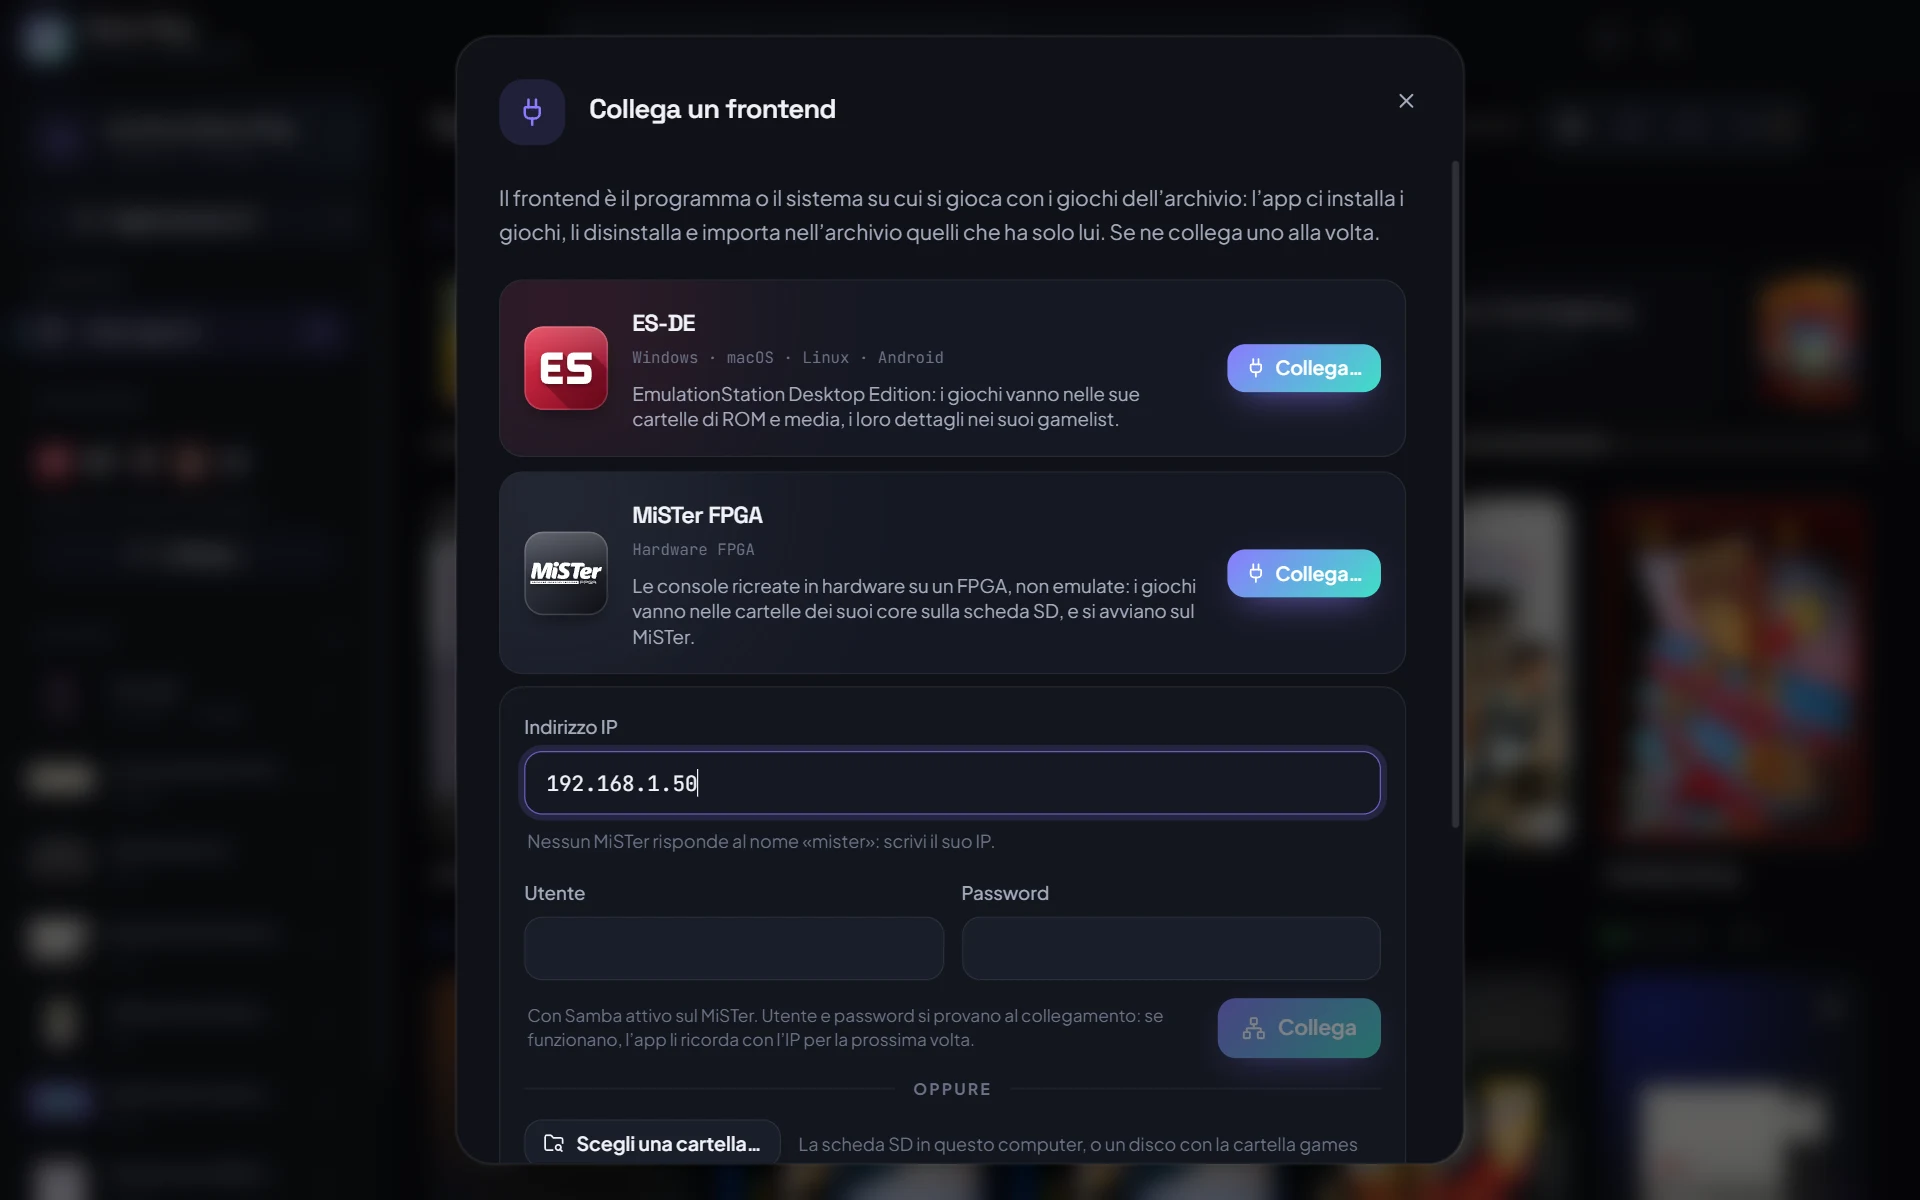 Collega un frontend
Il frontend è il programma o il sistema su cui si gioca con i giochi dell’archivio: l’app ci installa i
giochi, li disinstalla e importa nell’archivio quelli che ha solo lui. Se ne collega uno alla volta.
ES
ES-DE
Windows · macOS · Linux · Android
EmulationStation Desktop Edition: i giochi vanno nelle sue
cartelle di ROM e media, i loro dettagli nei suoi gamelist.
Collega…
MiSTer
MiSTer FPGA
Hardware FPGA
Le console ricreate in hardware su un FPGA, non emulate: i giochi
vanno nelle cartelle dei suoi core sulla scheda SD, e si avviano sul
MiSTer.
Collega…
Indirizzo IP
192.168.1.50
Nessun MiSTer risponde al nome «mister»: scrivi il suo IP.
Utente
Password
Con Samba attivo sul MiSTer. Utente e password si provano al collegamento: se
funzionano, l’app li ricorda con l’IP per la prossima volta.
Collega
OPPURE
Scegli una cartella…
La scheda SD in questo computer, o un disco con la cartella games